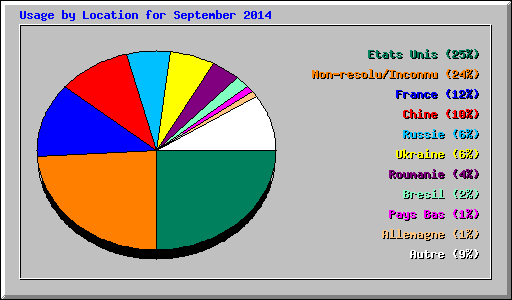 Usage by Location for September 2014
Etats Unis (25%)
Non-resolu/Inconnu (24%)
France (12%)
Chine (10%)
Russie (6%)
Ukraine (6%)
Roumanie (4%)
Bresil (2%)
Pays Bas (1%)
Allemagne (1%)
Autre (9%)